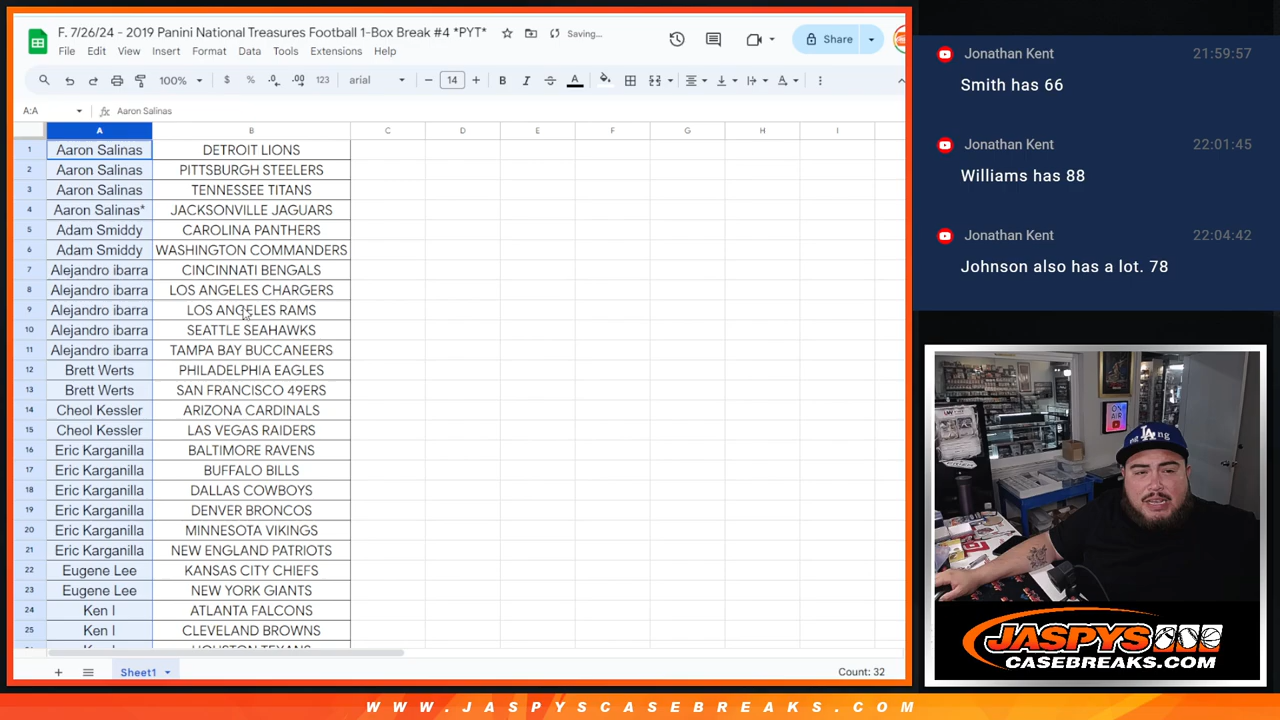 F. 7/26/24 - 2019 Panini National Treasures Football 1-Box Break #4 *PYT*
Saving...
File Edit View Insert Format Data Tools Extensions
Share
100% $ % .0 .00 123 arial 14 B I A
A:A fx Aaron Salinas
A B C D E F G H I
1 Aaron Salinas DETROIT LIONS
2 Aaron Salinas PITTSBURGH STEELERS
3 Aaron Salinas TENNESSEE TITANS
4 Aaron Salinas* JACKSONVILLE JAGUARS
5 Adam Smiddy CAROLINA PANTHERS
6 Adam Smiddy WASHINGTON COMMANDERS
7 Alejandro ibarra CINCINNATI BENGALS
8 Alejandro ibarra LOS ANGELES CHARGERS
9 Alejandro ibarra LOS ANGELES RAMS
10 Alejandro ibarra SEATTLE SEAHAWKS
11 Alejandro ibarra TAMPA BAY BUCCANEERS
12 Brett Werts PHILADELPHIA EAGLES
13 Brett Werts SAN FRANCISCO 49ERS
14 Cheol Kessler ARIZONA CARDINALS
15 Cheol Kessler LAS VEGAS RAIDERS
16 Eric Karganilla BALTIMORE RAVENS
17 Eric Karganilla BUFFALO BILLS
18 Eric Karganilla DALLAS COWBOYS
19 Eric Karganilla DENVER BRONCOS
20 Eric Karganilla MINNESOTA VIKINGS
21 Eric Karganilla NEW ENGLAND PATRIOTS
22 Eugene Lee KANSAS CITY CHIEFS
23 Eugene Lee NEW YORK GIANTS
24 Ken I ATLANTA FALCONS
25 Ken I CLEVELAND BROWNS
HOUSTON TEXANS
Sheet1
Count: 32
Jonathan Kent 21:59:57
Smith has 66
Jonathan Kent 22:01:45
Williams has 88
Jonathan Kent 22:04:42
Johnson also has a lot. 78
ON AIR
LA
JASPYS
CASEBREAKS.COM
WWW.JASPYSCASEBREAKS.COM